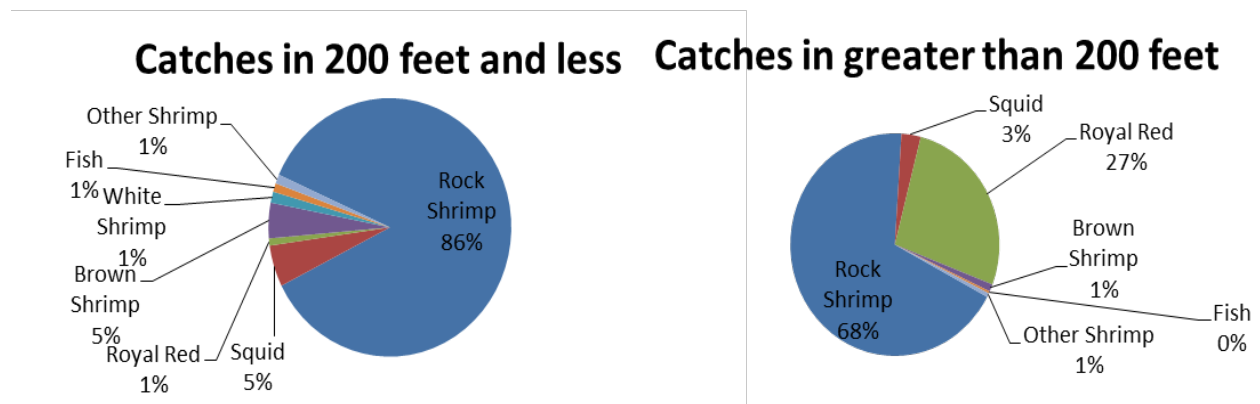 Catches in 200 feet and less
Other Shrimp
1%
Fish
1%
White
Shrimp
1%
Brown
Shrimp
5%
Royal Red
1%
Squid
5%
Rock
Shrimp
86%
Catches in greater than 200 feet
Squid
3%
Royal Red
27%
Brown
Shrimp
1%
Fish
0%
Other Shrimp
1%
Rock
Shrimp
68%